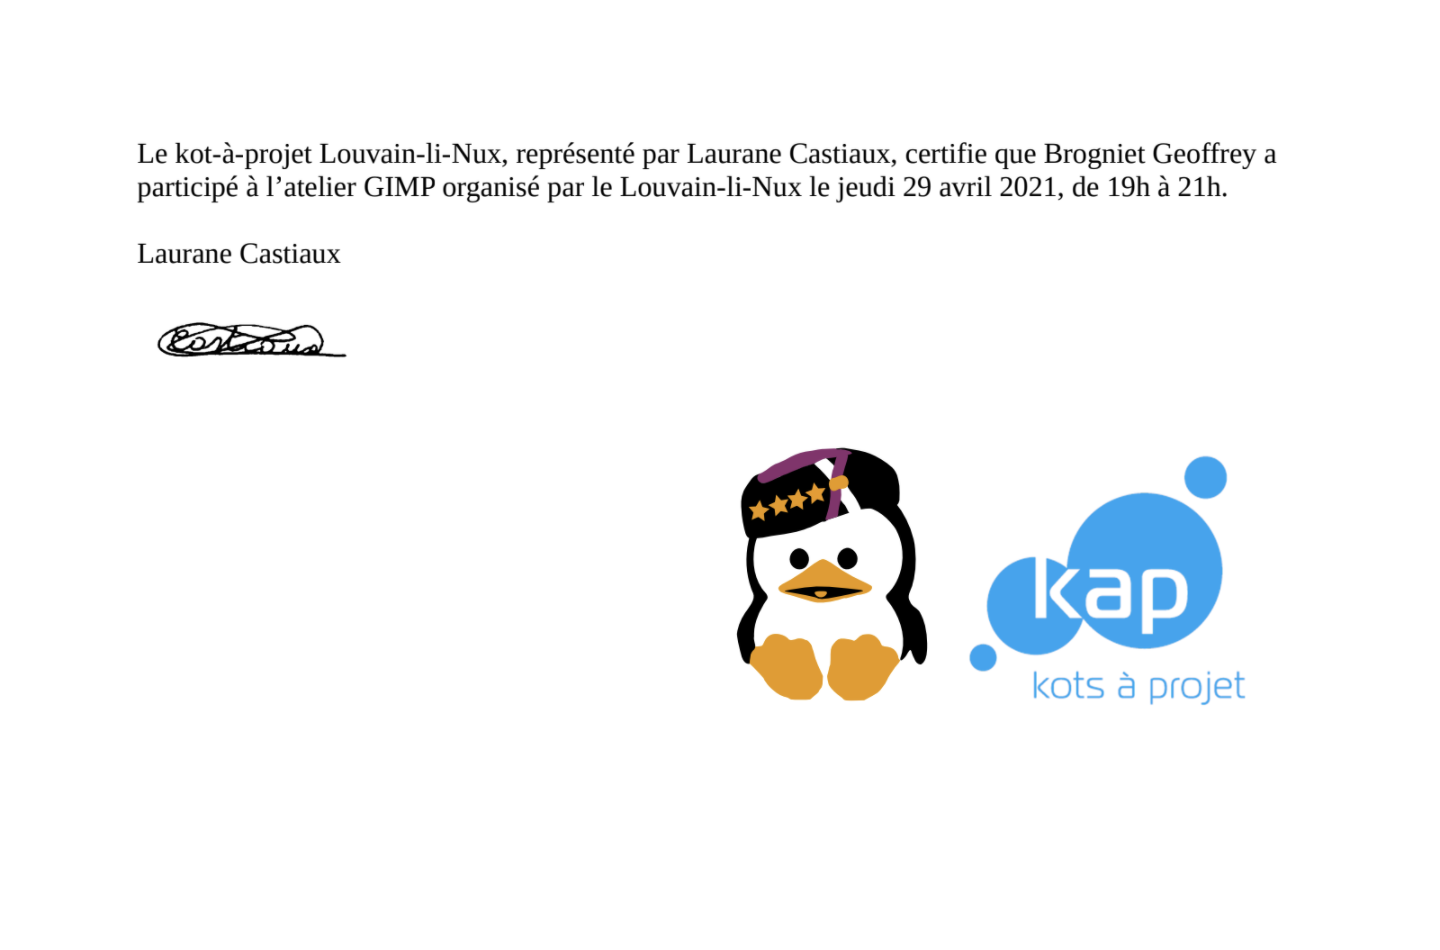 Le kot-à-projet Louvain-li-Nux, représenté par Laurane Castiaux, certifie que Brogniet Geoffrey a
participé à l’atelier GIMP organisé par le Louvain-li-Nux le jeudi 29 avril 2021, de 19h à 21h.
Laurane Castiaux
Castiaux
kap
kots à projet